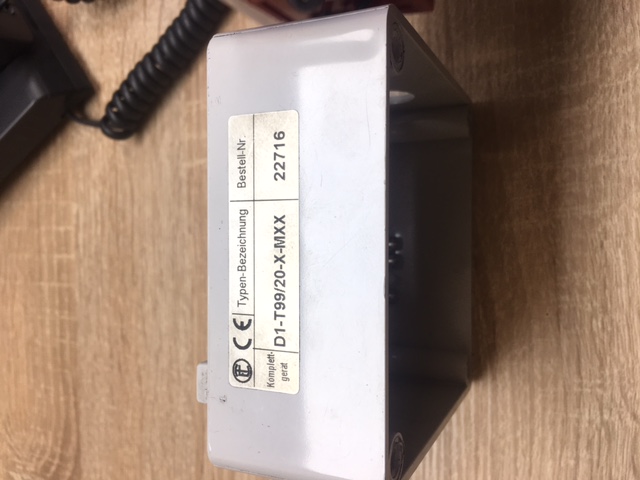 CE Typen-Bezeichnung Bestell-Nr.
Komplett-
gerät
D1-T99/20-X-MXX 22716